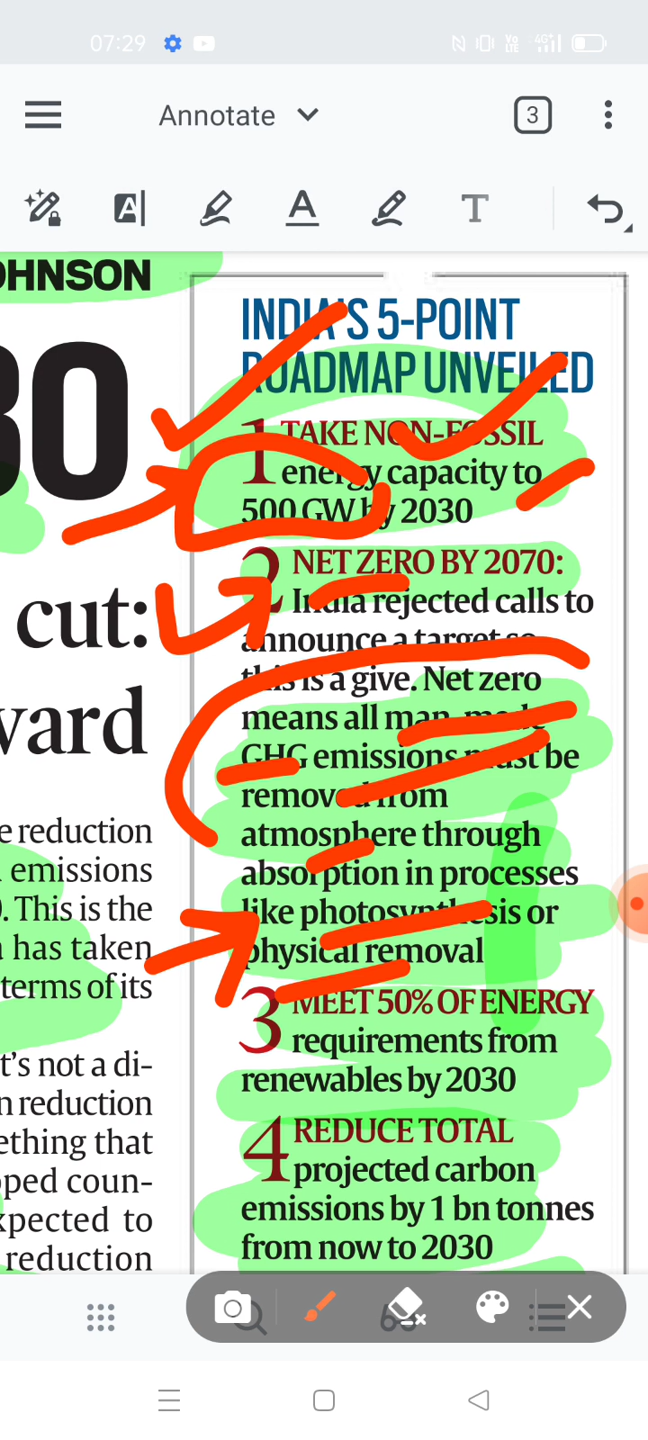 07:29
4G+
Annotate
3
A
A
T
OHNSON
30
cut:
ward
e reduction
emissions
. This is the
has taken
terms of its
t's not a di-
n reduction
ething that
ped coun-
xpected to
reduction
INDIA'S 5-POINT
ROADMAP UNVEILED
1 TAKE NON-FOSSIL
energy capacity to
500 GW by 2030
2 NET ZERO BY 2070:
India rejected calls to
announce a target so
this is a give. Net zero
means all man-made
GHG emissions must be
removed from
atmosphere through
absorption in processes
like photosynthesis or
physical removal
3 MEET 50% OF ENERGY
requirements from
renewables by 2030
4 REDUCE TOTAL
projected carbon
emissions by 1 bn tonnes
from now to 2030